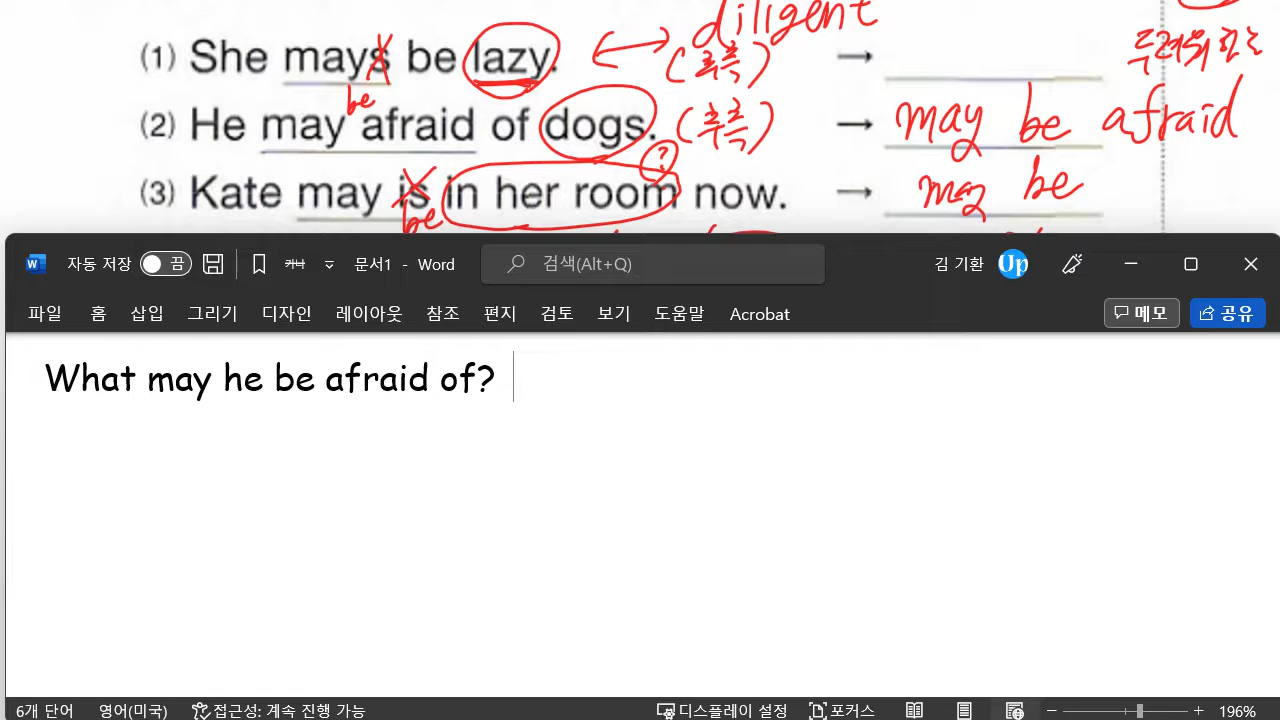 diligent
(1) She mays be lazy. (추측) →
두려워 하는
be
(2) He may afraid of dogs. (추측) → may be afraid
?
(3) Kate may is in her room now. → may be
be
자동 저장 끔 가나 문서1 - Word 검색(Alt+Q) 김 기환 Up
파일 홈 삽입 그리기 디자인 레이아웃 참조 편지 검토 보기 도움말 Acrobat 메모 공유
What may he be afraid of?
6개 단어 영어(미국) 접근성: 계속 진행 가능 디스플레이 설정 포커스 196%